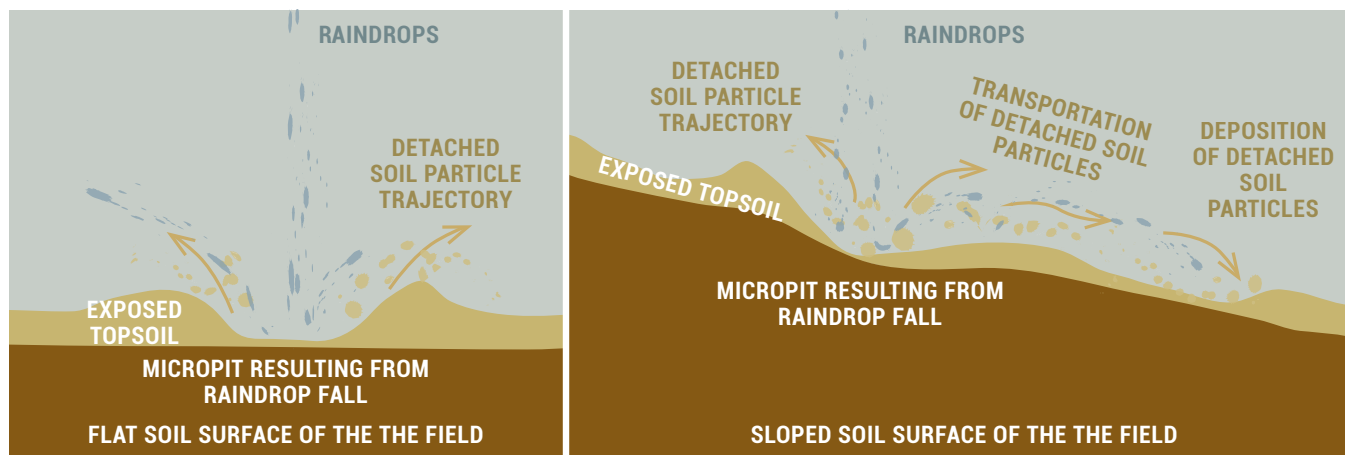 RAINDROPS
DETACHED
SOIL PARTICLE
TRAJECTORY
EXPOSED
TOPSOIL
MICROPIT RESULTING FROM
RAINDROP FALL
FLAT SOIL SURFACE OF THE THE FIELD
RAINDROPS
DETACHED
SOIL PARTICLE
TRAJECTORY
TRANSPORTATION
OF DETACHED SOIL
PARTICLES
DEPOSITION
OF DETACHED
SOIL
PARTICLES
EXPOSED TOPSOIL
MICROPIT RESULTING FROM
RAINDROP FALL
SLOPED SOIL SURFACE OF THE THE FIELD